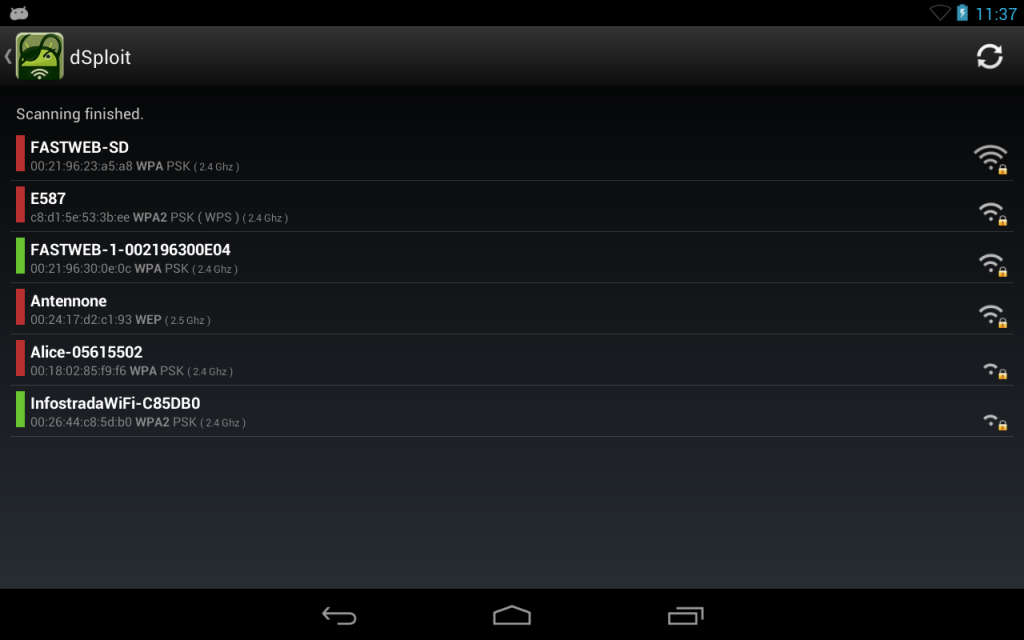 11:37
dSploit
Scanning finished.
FASTWEB-SD
00:21:96:23:a5:a8 WPA PSK ( 2.4 Ghz )
E587
c8:d1:5e:53:3b:ee WPA2 PSK ( WPS ) ( 2.4 Ghz )
FASTWEB-1-002196300E04
00:21:96:30:0e:0c WPA PSK ( 2.4 Ghz )
Antennone
00:24:17:d2:c1:93 WEP ( 2.5 Ghz )
Alice-05615502
00:18:02:85:f9:f6 WPA PSK ( 2.4 Ghz )
InfostradaWiFi-C85DB0
00:26:44:c8:5d:b0 WPA2 PSK ( 2.4 Ghz )